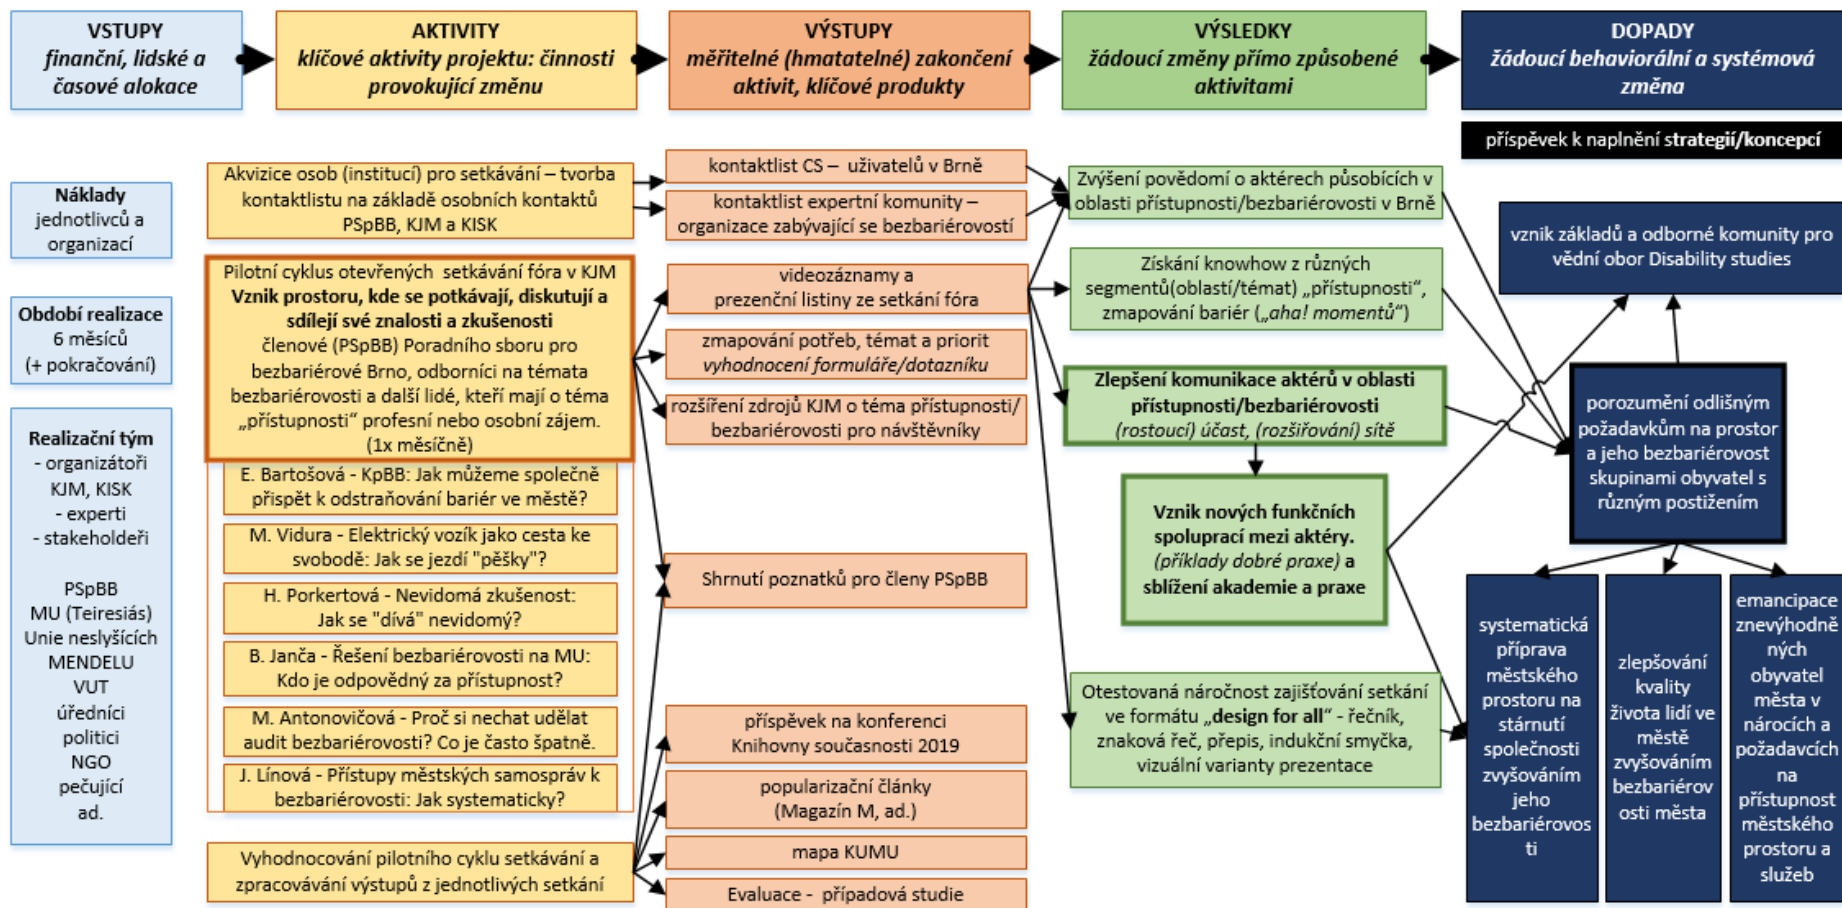 VSTUPY
finanční, lidské a
časové alokace
AKTIVITY
klíčové aktivity projektu: činnosti
provokující změnu
VÝSTUPY
měřitelné (hmatatelné) zakončení
aktivit, klíčové produkty
VÝSLEDKY
žádoucí změny přímo způsobené
aktivitami
DOPADY
žádoucí behaviorální a systémová
změna
příspěvek k naplnění strategií/koncepcí
Náklady
jednotlivců a
organizací
Období realizace
6 měsíců
(+ pokračování)
Realizační tým
- organizátoři
KJM, KISK
- experti
- stakeholdeři
PSpBB
MU (Teiresiás)
Unie neslyšících
MENDELU
VUT
úředníci
politici
NGO
pečující
ad.
Akvizice osob (institucí) pro setkávání – tvorba
kontaktlistu na základě osobních kontaktů
PSpBB, KJM a KISK
Pilotní cyklus otevřených setkávání fóra v KJM
Vznik prostoru, kde se potkávají, diskutují a
sdílejí své znalosti a zkušenosti
členové (PSpBB) Poradního sboru pro
bezbariérové Brno, odborníci na témata
bezbariérovosti a další lidé, kteří mají o téma
„přístupnosti“ profesní nebo osobní zájem.
(1x měsíčně)
E. Bartošová - KpBB: Jak můžeme společně
přispět k odstraňování bariér ve městě?
M. Vidura - Elektrický vozík jako cesta ke
svobodě: Jak se jezdí "pěšky"?
H. Porkertová - Nevidomá zkušenost:
Jak se "dívá" nevidomý?
B. Janča - Řešení bezbariérovosti na MU:
Kdo je odpovědný za přístupnost?
M. Antonovičová - Proč si nechat udělat
audit bezbariérovosti? Co je často špatně.
J. Línová - Přístupy městských samospráv k
bezbariérovosti: Jak systematicky?
Vyhodnocování pilotního cyklu setkávání a
zpracovávání výstupů z jednotlivých setkání
kontaktlist CS – uživatelů v Brně
kontaktlist expertní komunity –
organizace zabývající se bezbariérovostí
videozáznamy a
prezenční listiny ze setkání fóra
zmapování potřeb, témat a priorit
vyhodnocení formuláře/dotazníku
rozšíření zdrojů KJM o téma přístupnosti/
bezbariérovosti pro návštěvníky
Shrnutí poznatků pro členy PSpBB
příspěvek na konferenci
Knihovny současnosti 2019
popularizační články
(Magazín M, ad.)
mapa KUMU
Evaluace - případová studie
Zvýšení povědomí o aktérech působících v
oblasti přístupnosti/bezbariérovosti v Brně
Získání knowhow z různých
segmentů(oblastí/témat) „přístupnosti“,
zmapování bariér („aha! momentů“)
Zlepšení komunikace aktérů v oblasti
přístupnosti/bezbariérovosti
(rostoucí) účast, (rozšiřování) sítě
Vznik nových funkčních
spoluprací mezi aktéry.
(příklady dobré praxe) a
sblížení akademie a praxe
Otestovaná náročnost zajišťování setkání
ve formátu „design for all“ - řečník,
znaková řeč, přepis, indukční smyčka,
vizuální varianty prezentace
vznik základů a odborné komunity pro
vědní obor Disability studies
porozumění odlišným
požadavkům na prostor
a jeho bezbariérovost
skupinami obyvatel s
různým postižením
systematická
příprava
městského
prostoru na
stárnutí
společnosti
zvyšováním
jeho
bezbariérovos
ti
zlepšování
kvality
života lidí ve
městě
zvyšováním
bezbariérov
osti města
emancipace
znevýhodně
ných
obyvatel
města v
nárocích a
požadavcích
na
přístupnost
městského
prostoru a
služeb